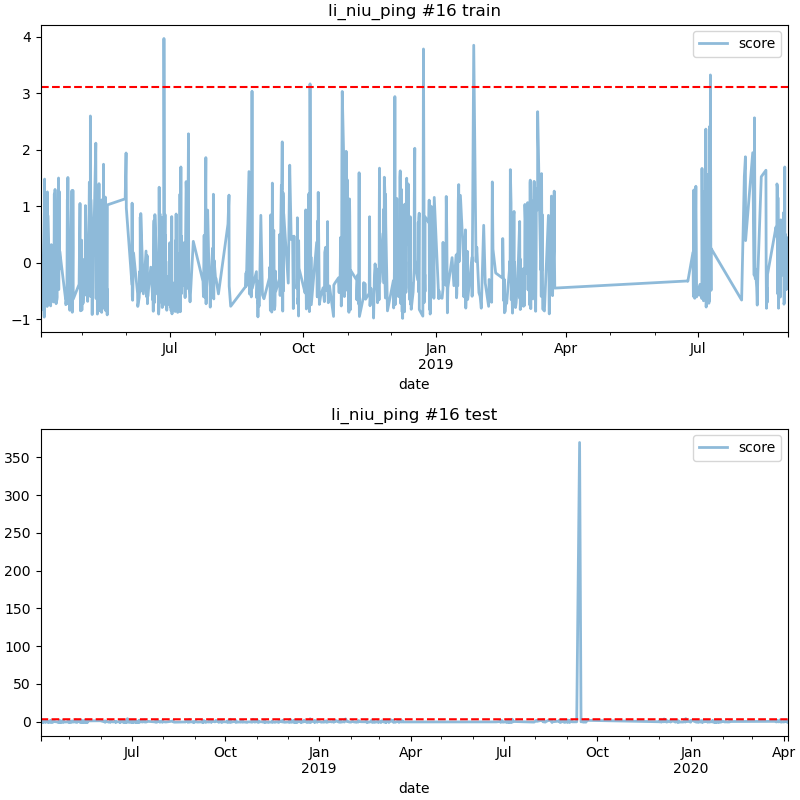 li_niu_ping #16 train
score
4
3
2
1
0
−1
Jul
Oct
Jan
2019
Apr
Jul
date
li_niu_ping #16 test
score
350
300
250
200
150
100
50
0
Jul
Oct
Jan
2019
Apr
Jul
Oct
Jan
2020
Apr
date